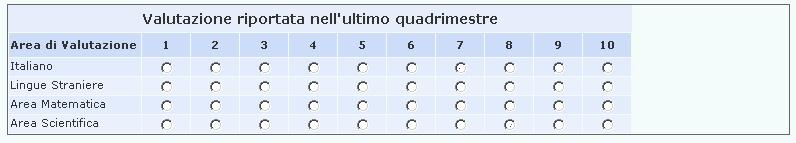 Valutazione riportata nell'ultimo quadrimestre
Area di Valutazione 1 2 3 4 5 6 7 8 9 10
Italiano
Lingue Straniere
Area Matematica
Area Scientifica